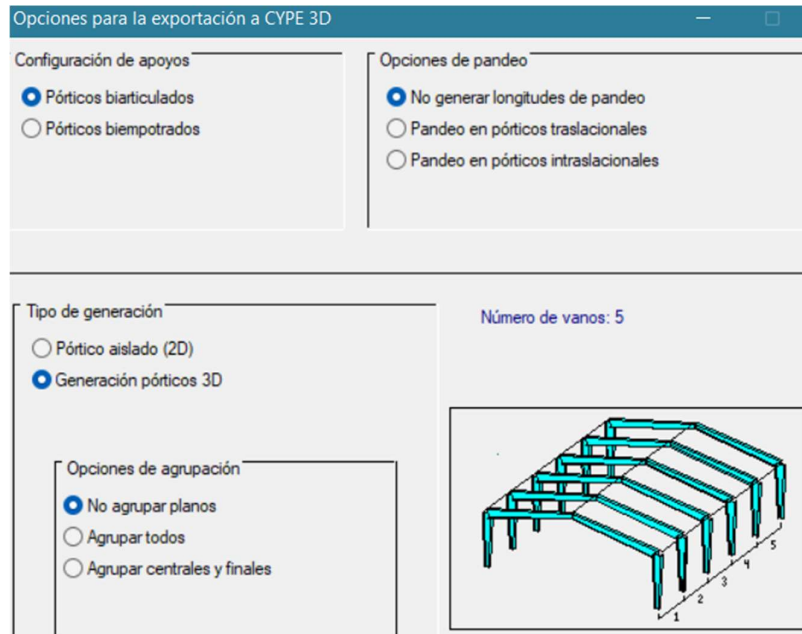 Opciones para la exportación a CYPE 3D
Configuración de apoyos
Pórticos biarticulados
Pórticos biempotrados
Opciones de pandeo
No generar longitudes de pandeo
Pandeo en pórticos traslacionales
Pandeo en pórticos intraslacionales
Tipo de generación
Pórtico aislado (2D)
Generación pórticos 3D
Opciones de agrupación
No agrupar planos
Agrupar todos
Agrupar centrales y finales
Número de vanos: 5
1
2
3
4
5